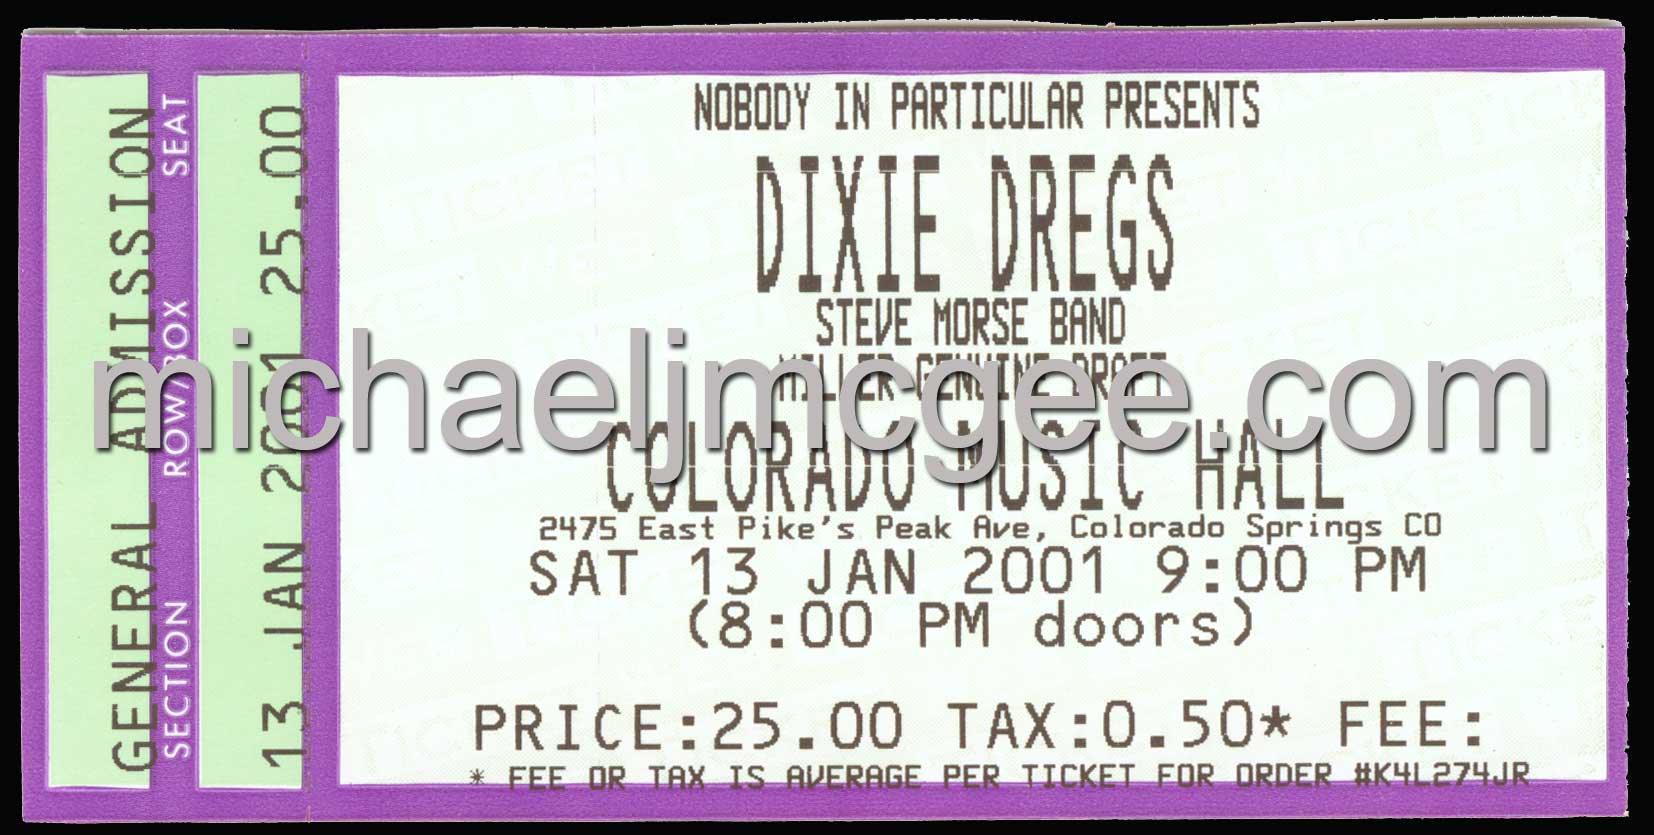 GENERAL ADMISSION
SECTION ROW/BOX SEAT
13 JAN 2001 25.00
NOBODY IN PARTICULAR PRESENTS
DIXIE DREGS
STEVE MORSE BAND
MILLER GENUINE DRAFT
michaeljmcgee.com
COLORADO MUSIC HALL
2475 East Pike's Peak Ave, Colorado Springs CO
SAT 13 JAN 2001 9:00 PM
(8:00 PM doors)
PRICE:25.00 TAX:0.50* FEE:
* FEE OR TAX IS AVERAGE PER TICKET FOR ORDER #K4L274JR